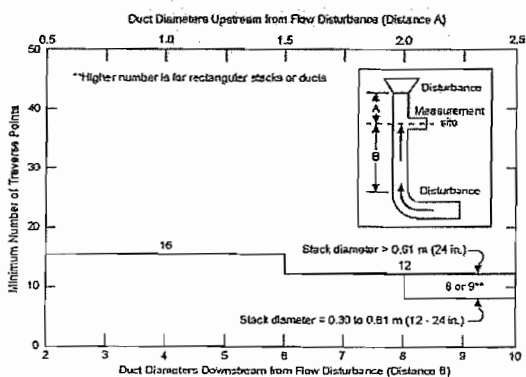 Duct Diameters Upstream from Flow Disturbance (Distance A)
0.5 1.0 1.5 2.0 2.5
50
40
30
20
10
0
Minimum Number of Traverse Points
**Higher number is for rectangular stacks or ducts
Disturbance
A
Measurement
site
B
Disturbance
16
Stack diameter > 0.61 m (24 in.)
12
8 or 9**
Stack diameter = 0.30 to 0.61 m (12 - 24 in.)
2 3 4 5 6 7 8 9 10
Duct Diameters Downstream from Flow Disturbance (Distance B)